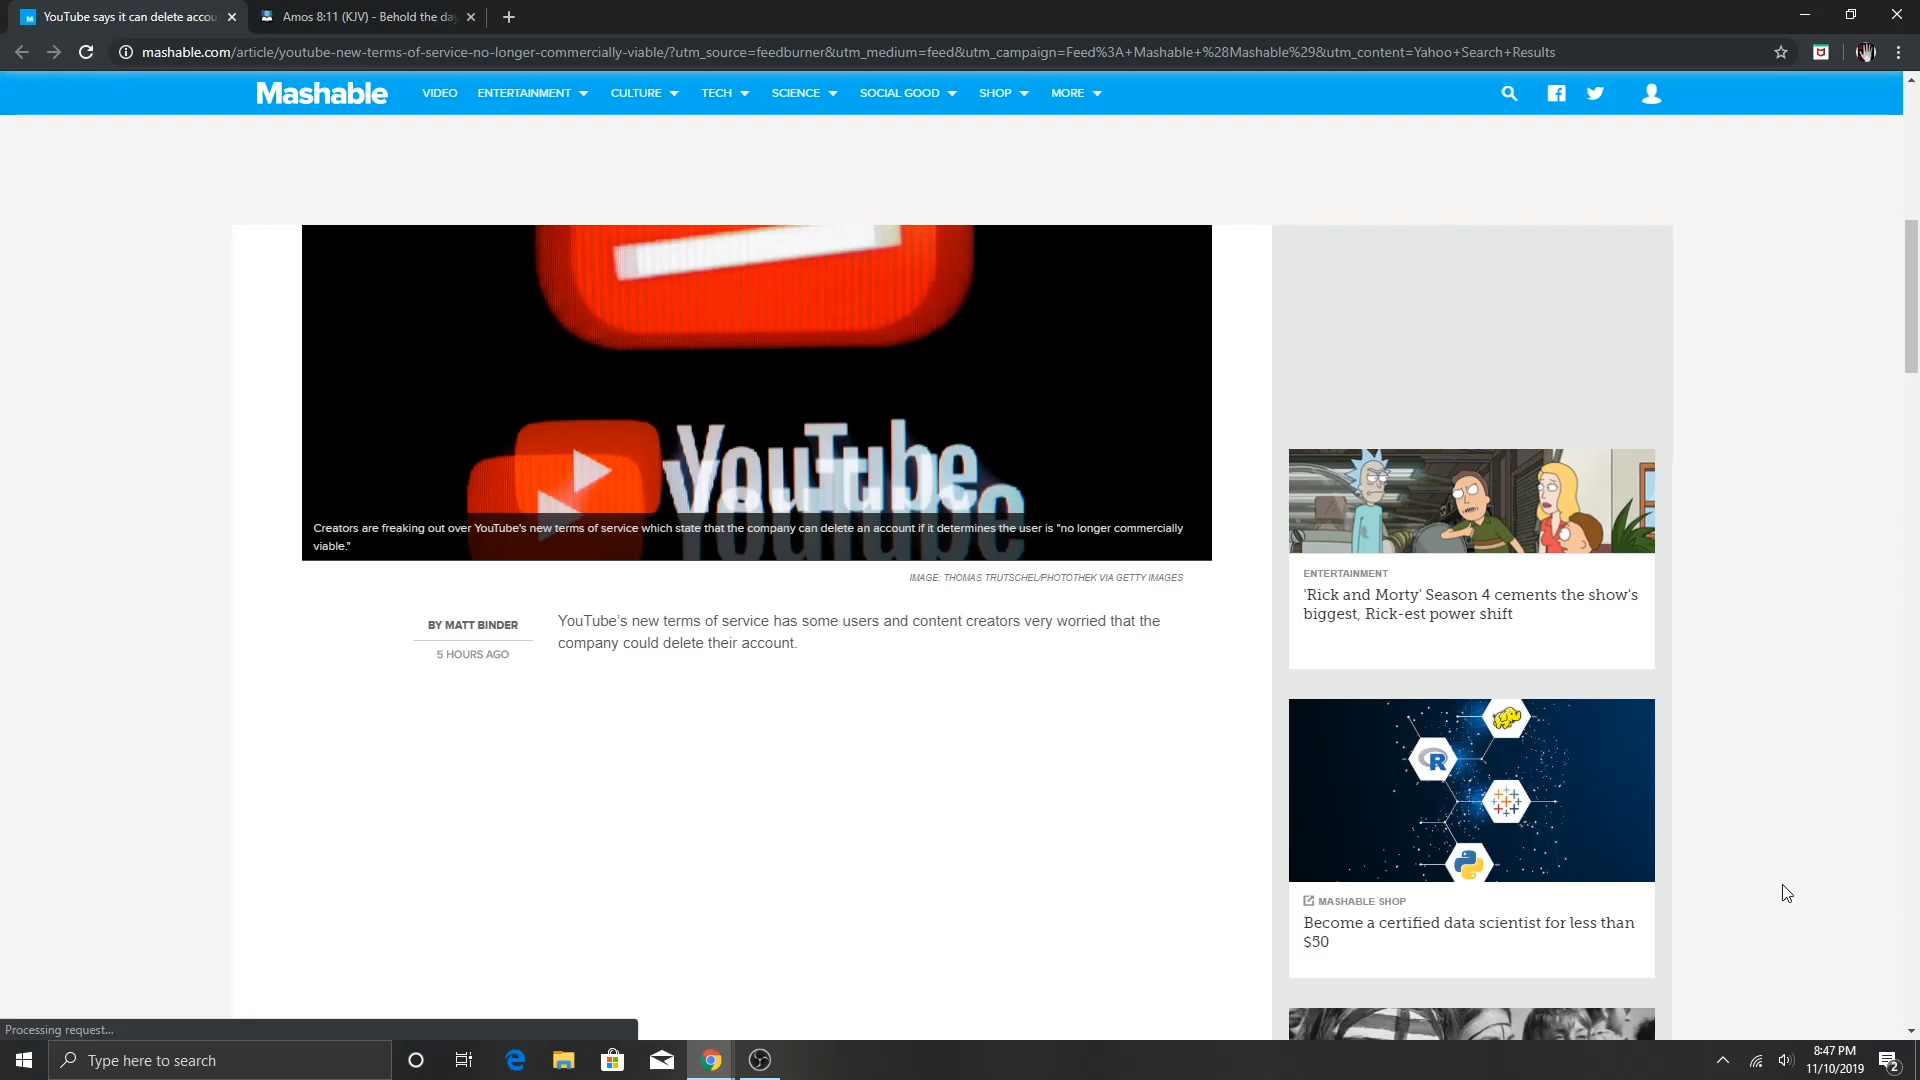 YouTube says it can delete accou
Amos 8:11 (KJV) - Behold the da
mashable.com/article/youtube-new-terms-of-service-no-longer-commercially-viable/?utm_source=feedburner&utm_medium=feed&utm_campaign=Feed%3A+Mashable+%28Mashable%29&utm_content=Yahoo+Search+Results
Mashable
VIDEO ENTERTAINMENT CULTURE TECH SCIENCE SOCIAL GOOD SHOP MORE
YouTube
YouTube
Creators are freaking out over YouTube's new terms of service which state that the company can delete an account if it determines the user is "no longer commercially
viable."
IMAGE: THOMAS TRUTSCHEL/PHOTOTHEK VIA GETTY IMAGES
BY MATT BINDER
5 HOURS AGO
YouTube's new terms of service has some users and content creators very worried that the
company could delete their account.
ENTERTAINMENT
'Rick and Morty' Season 4 cements the show's
biggest, Rick-est power shift
R
MASHABLE SHOP
Become a certified data scientist for less than
$50
Processing request...
Type here to search
8:47 PM
11/10/2019
2